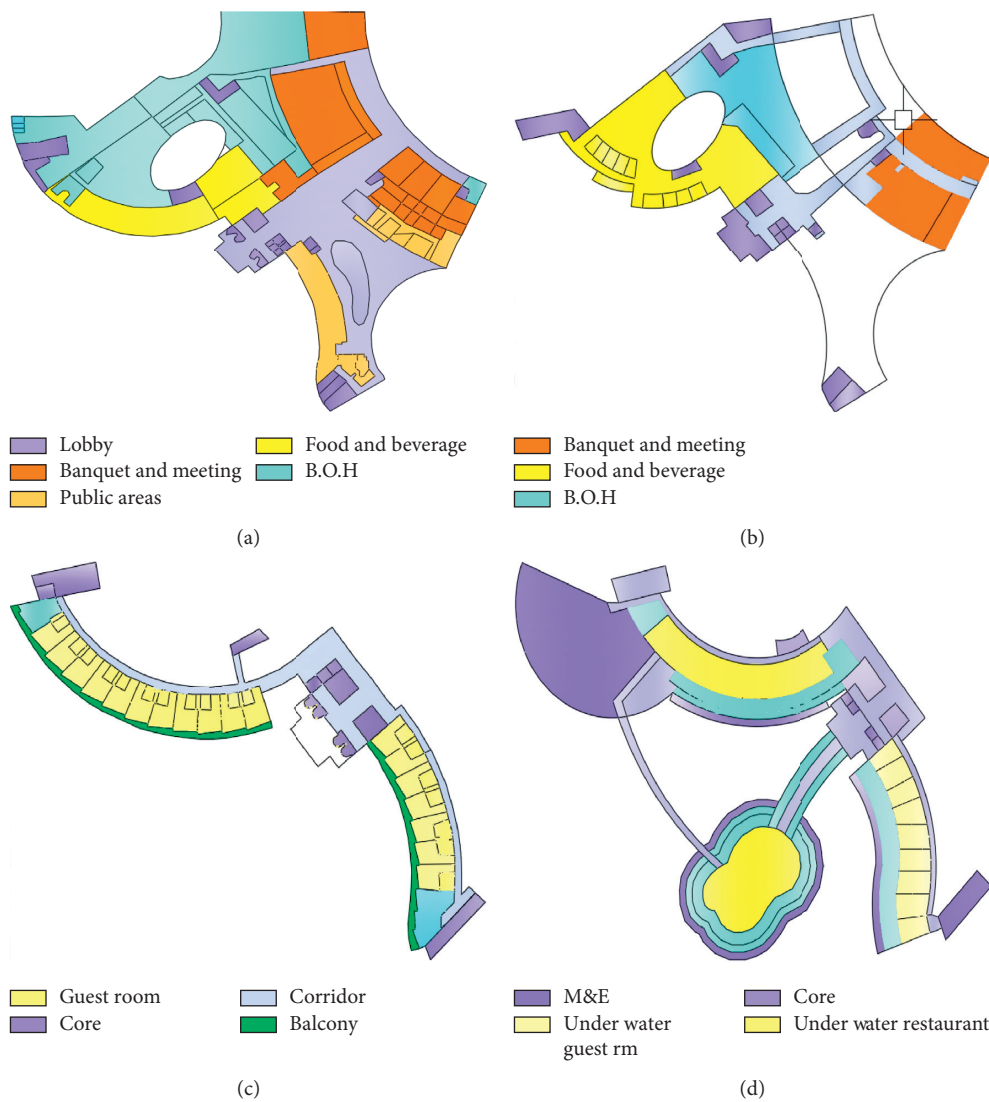 Lobby
Banquet and meeting
Public areas
Food and beverage
B.O.H
(a)
Banquet and meeting
Food and beverage
B.O.H
(b)
Guest room
Core
Corridor
Balcony
(c)
M&E
Under water
guest rm
Core
Under water restaurant
(d)